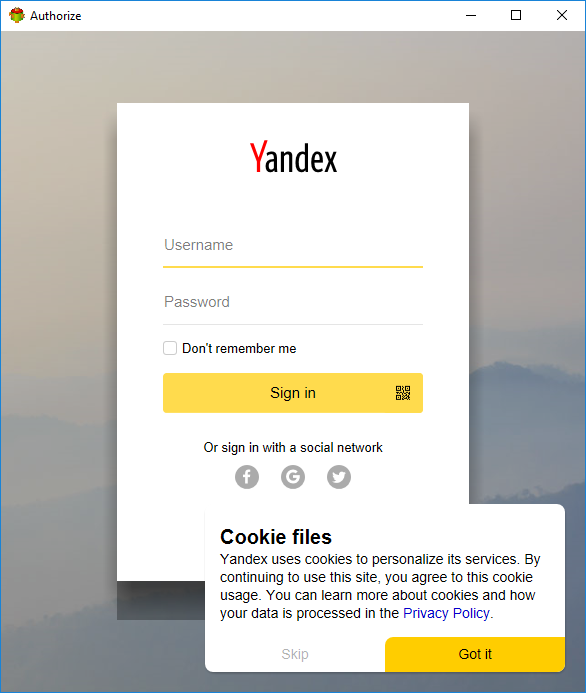 Authorize
Yandex
Username
Password
Don't remember me
Sign in
Or sign in with a social network
Cookie files
Yandex uses cookies to personalize its services. By
continuing to use this site, you agree to this cookie
usage. You can learn more about cookies and how
your data is processed in the Privacy Policy.
Skip
Got it